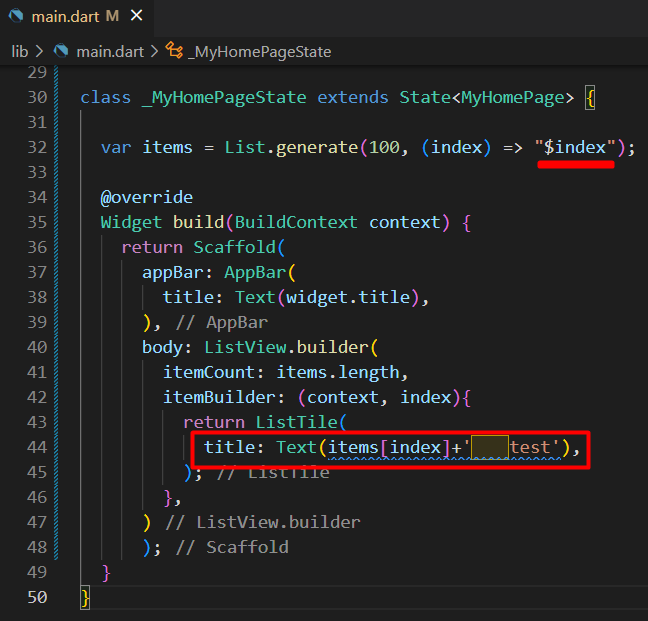 main.dart M ×
lib > main.dart > _MyHomePageState
29
30 class _MyHomePageState extends State<MyHomePage> {
31
32 var items = List.generate(100, (index) => "$index");
33
34 @override
35 Widget build(BuildContext context) {
36 return Scaffold(
37 appBar: AppBar(
38 title: Text(widget.title),
39 ), // AppBar
40 body: ListView.builder(
41 itemCount: items.length,
42 itemBuilder: (context, index){
43 return ListTile(
44 title: Text(items[index]+'   test'),
45 ); // ListTile
46 },
47 ) // ListView.builder
48 ); // Scaffold
49 }
50 }